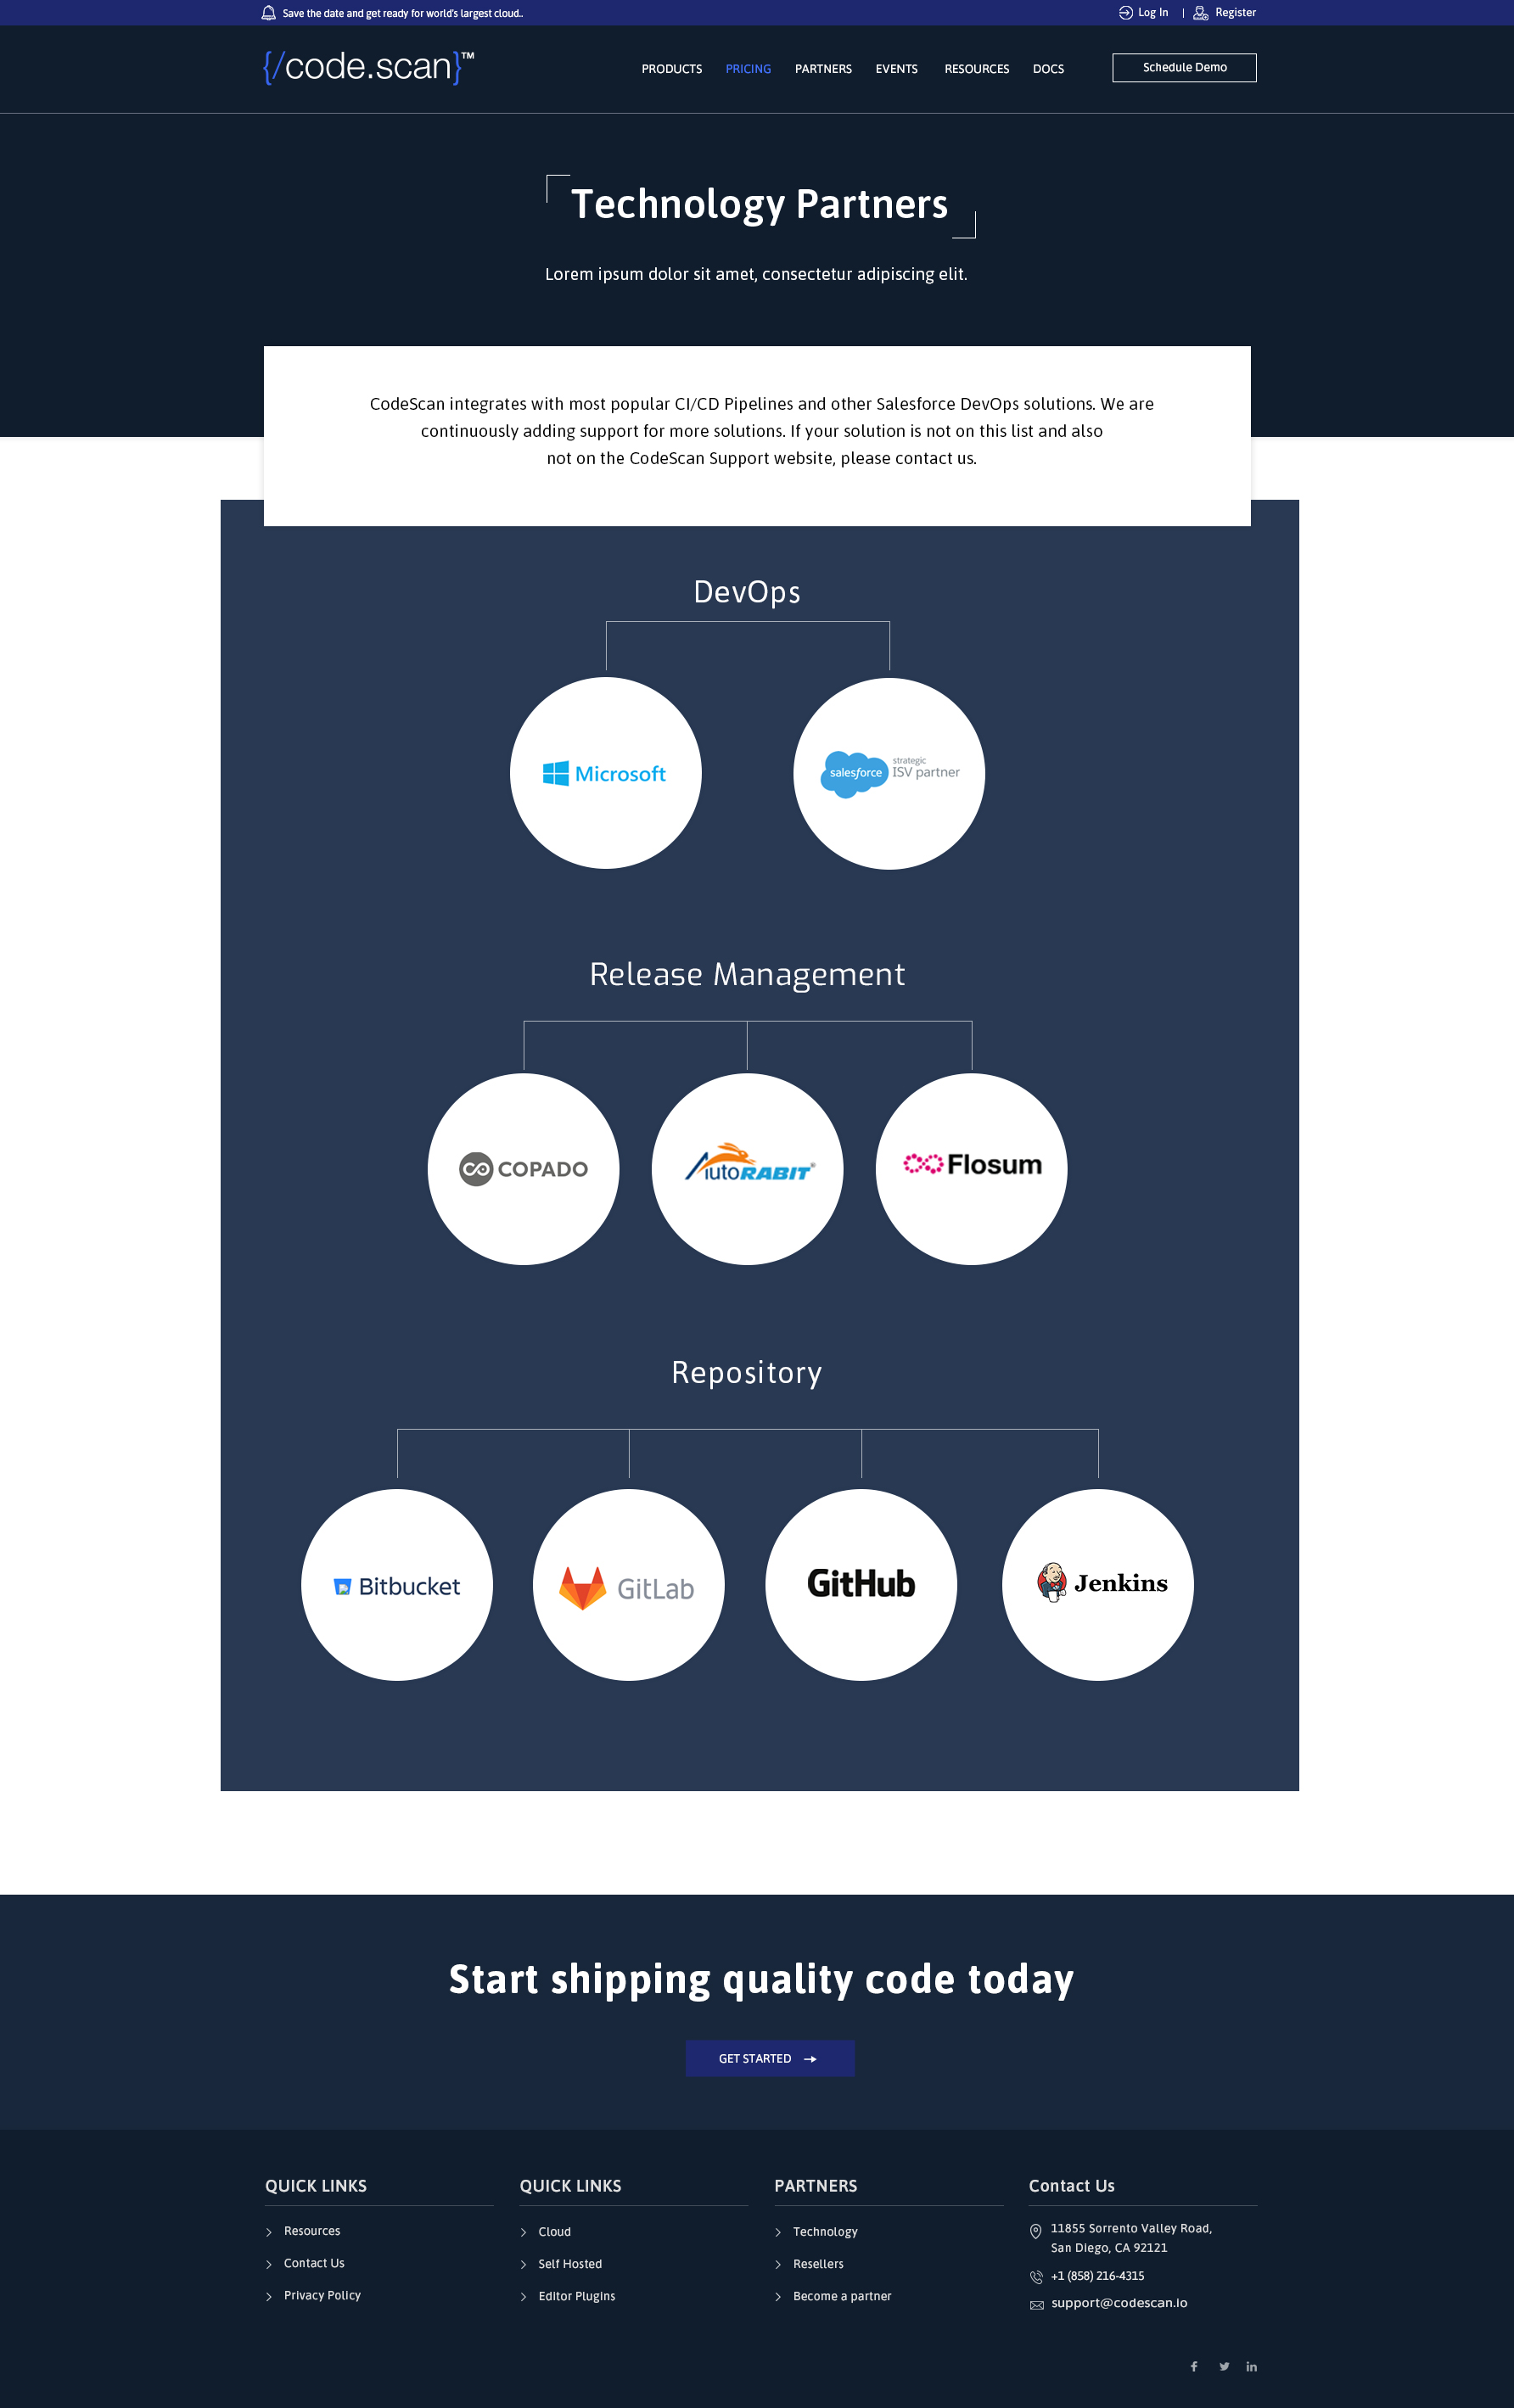 Save the date and get ready for world's largest cloud..
Log In | Register
{/code.scan}™
PRODUCTS PRICING PARTNERS EVENTS RESOURCES DOCS
Schedule Demo
Technology Partners
Lorem ipsum dolor sit amet, consectetur adipiscing elit.
CodeScan integrates with most popular CI/CD Pipelines and other Salesforce DevOps solutions. We are
continuously adding support for more solutions. If your solution is not on this list and also
not on the CodeScan Support website, please contact us.
DevOps
Microsoft
salesforce
strategic
ISV partner
Release Management
COPADO
AutoRABIT®
Flosum
Repository
Bitbucket
GitLab
GitHub
Jenkins
Start shipping quality code today
GET STARTED
QUICK LINKS
Resources
Contact Us
Privacy Policy
QUICK LINKS
Cloud
Self Hosted
Editor Plugins
PARTNERS
Technology
Resellers
Become a partner
Contact Us
11855 Sorrento Valley Road,
San Diego, CA 92121
+1 (858) 216-4315
support@codescan.io